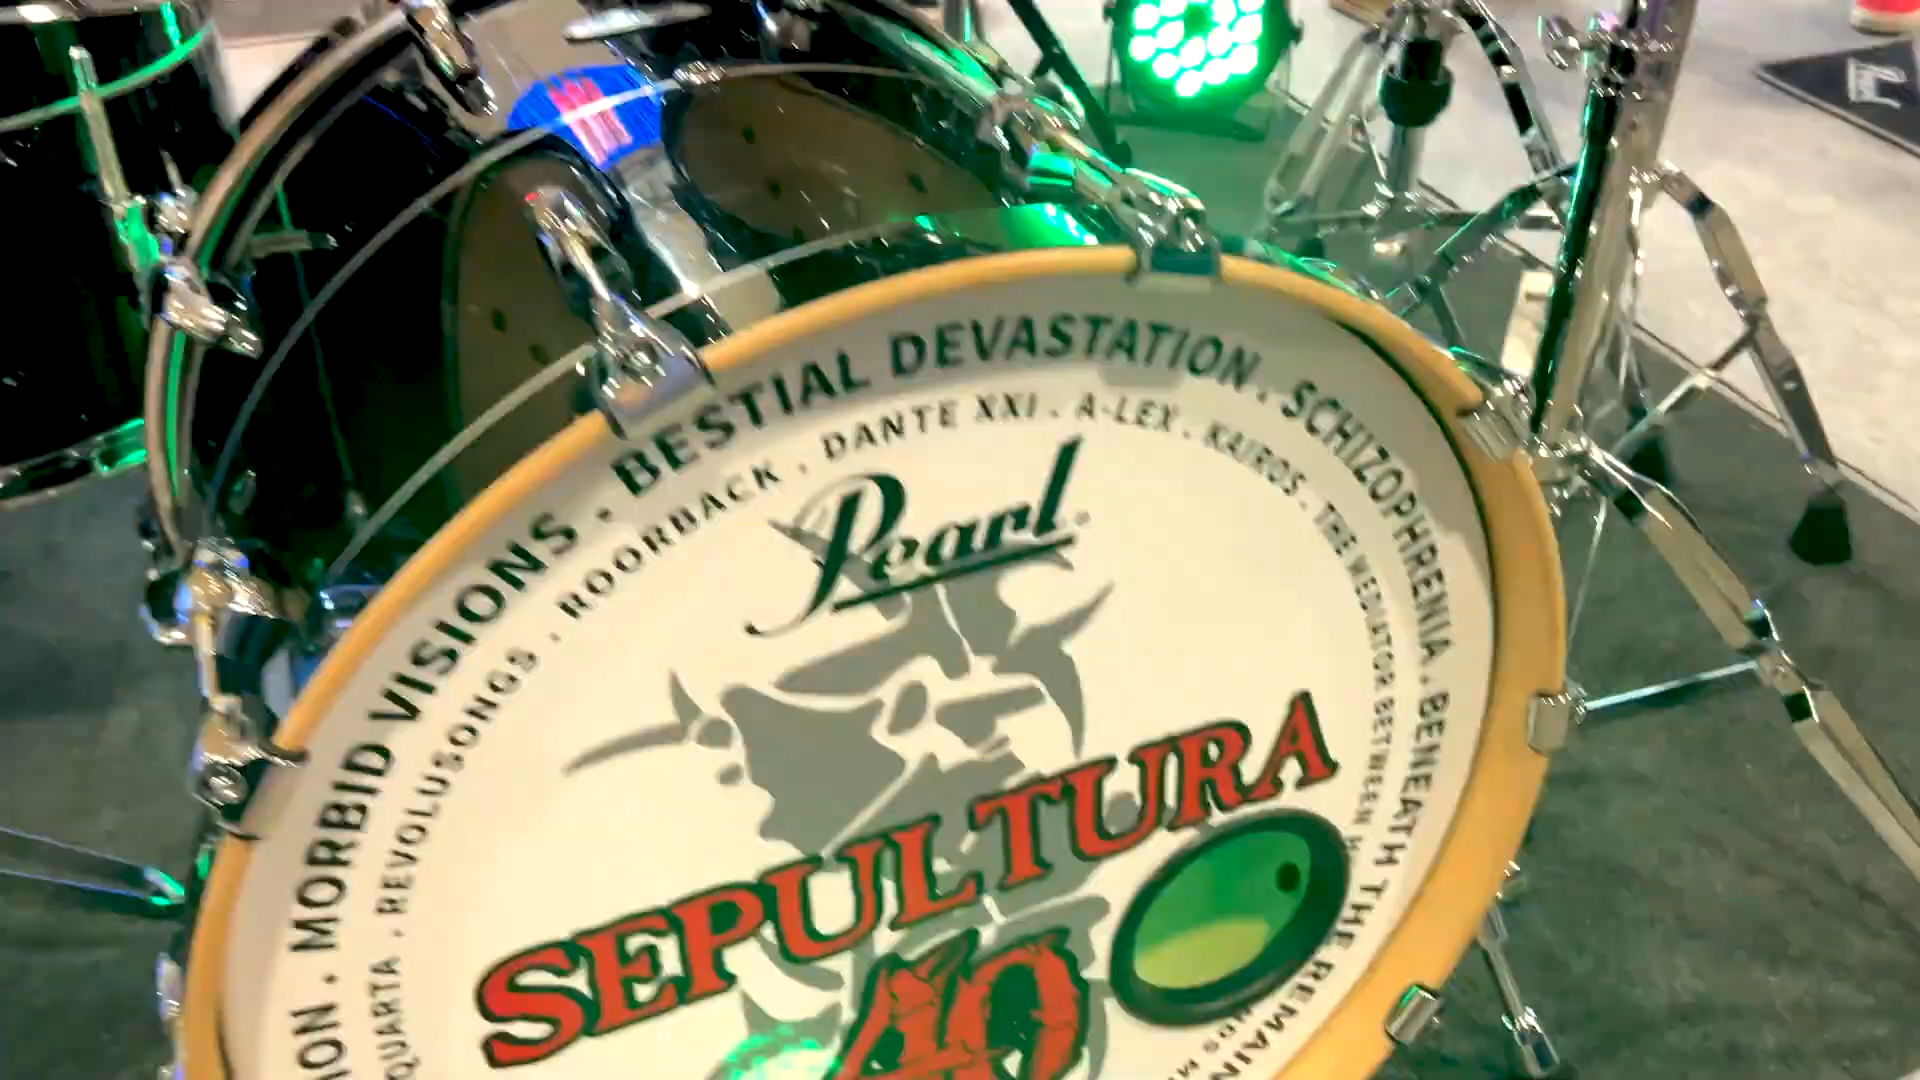 MORBID VISIONS . BESTIAL DEVASTATION . SCHIZOPHRENIA . BENEATH THE REMAIN
QUARTA . REVOLUSONGS . ROORBACK . DANTE XXI . A-LEX . KAIROS . THE MEDIATOR BETWEEN
Pearl
SEPULTURA
40